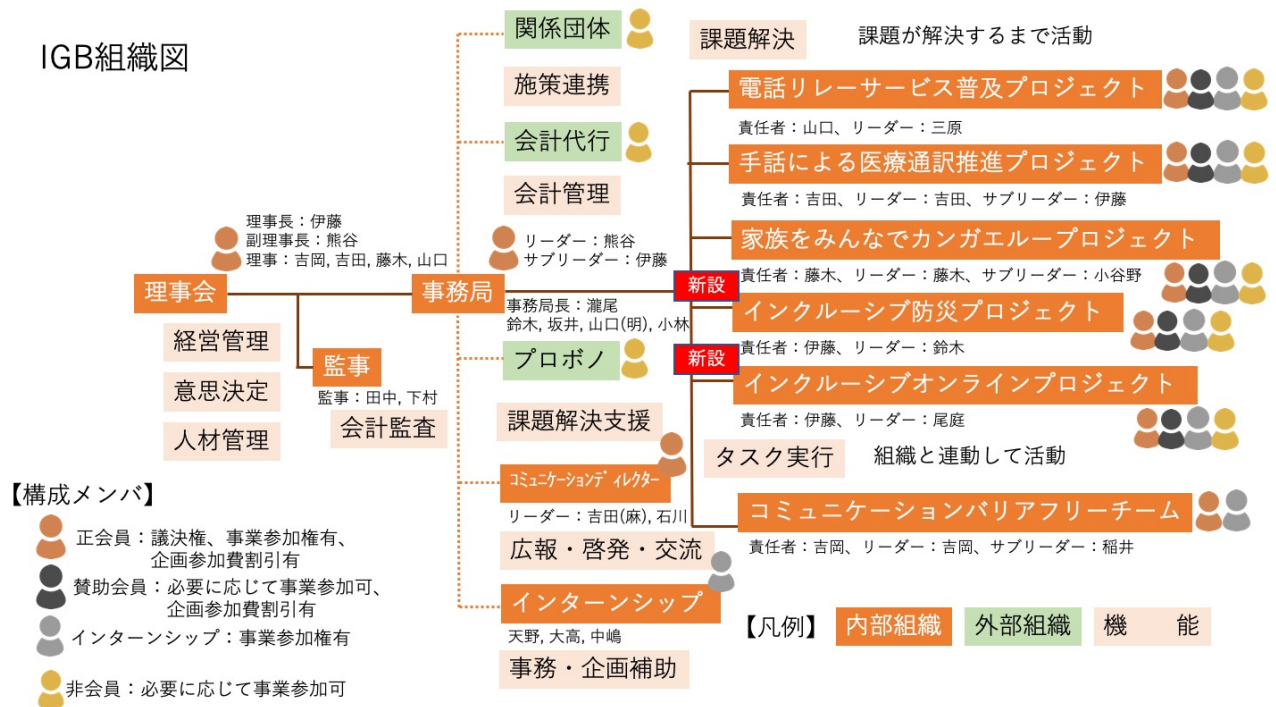 IGB組織図
理事長：伊藤
副理事長：熊谷
理事：吉岡, 吉田, 藤木, 山口
理事会
経営管理
意思決定
人材管理
監事
監事：田中, 下村
会計監査
関係団体
施策連携
会計代行
会計管理
リーダー：熊谷
サブリーダー：伊藤
事務局
事務局長：瀧尾
鈴木, 坂井, 山口(明), 小林
プロボノ
課題解決支援
コミュニケーションディレクター
リーダー：吉田(麻), 石川
広報・啓発・交流
インターンシップ
天野, 大高, 中嶋
事務・企画補助
課題解決
課題が解決するまで活動
電話リレーサービス普及プロジェクト
責任者：山口、リーダー：三原
手話による医療通訳推進プロジェクト
責任者：吉田、リーダー：吉田、サブリーダー：伊藤
家族をみんなでカンガエループロジェクト
責任者：藤木、リーダー：藤木、サブリーダー：小谷野
新設
インクルーシブ防災プロジェクト
責任者：伊藤、リーダー：鈴木
新設
インクルーシブオンラインプロジェクト
責任者：伊藤、リーダー：尾庭
タスク実行
組織と連動して活動
コミュニケーションバリアフリーチーム
責任者：吉岡、リーダー：吉岡、サブリーダー：稲井
【構成メンバ】
正会員：議決権、事業参加権有、
企画参加費割引有
賛助会員：必要に応じて事業参加可、
企画参加費割引有
インターンシップ：事業参加権有
非会員：必要に応じて事業参加可
【凡例】
内部組織
外部組織
機　能